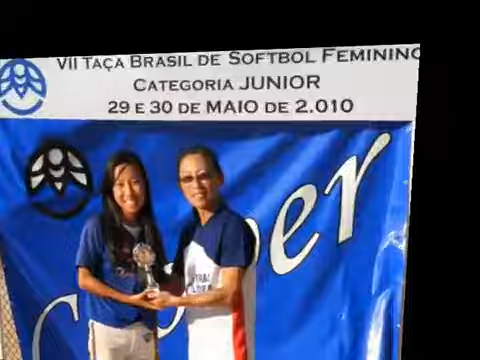 VII TAÇA BRASIL DE SOFTBOL FEMININO
CATEGORIA JUNIOR
29 E 30 DE MAIO DE 2.010